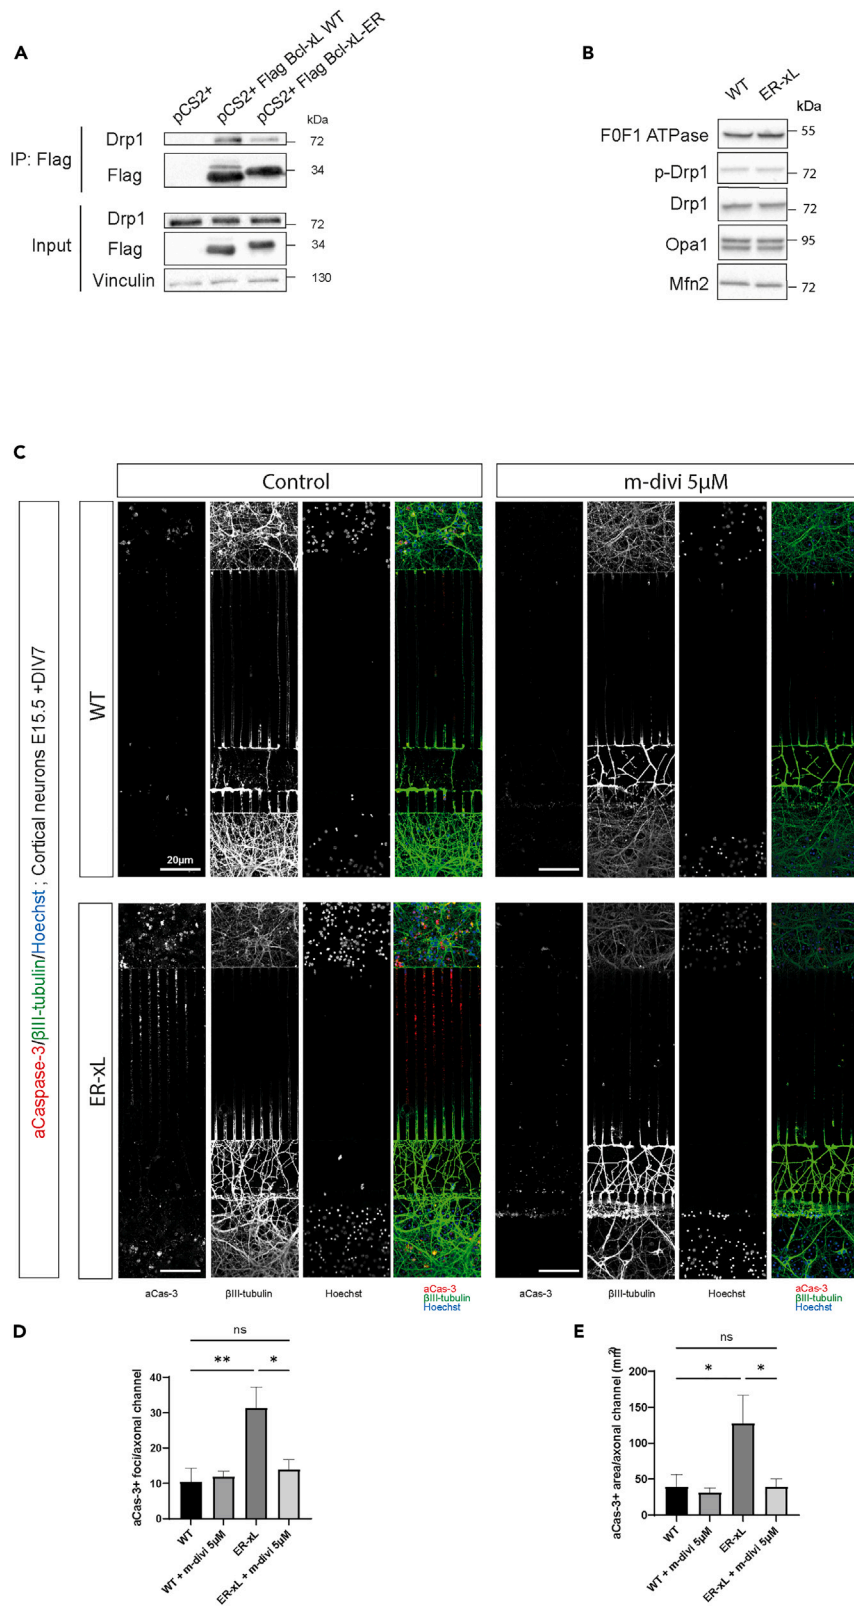 A
pCS2+
pCS2+ Flag Bcl-xL WT
pCS2+ Flag Bcl-xL-ER
kDa
IP: Flag
Drp1
72
Flag
34
Input
Drp1
72
Flag
34
Vinculin
130
B
WT
ER-xL
kDa
F0F1 ATPase
55
p-Drp1
72
Drp1
72
Opa1
95
Mfn2
72
C
Control
m-divi 5µM
aCaspase-3/βIII-tubulin/Hoechst ; Cortical neurons E15.5 +DIV7
WT
20µm
ER-xL
aCas-3
βIII-tubulin
Hoechst
aCas-3
βIII-tubulin
Hoechst
aCas-3
βIII-tubulin
Hoechst
aCas-3
βIII-tubulin
Hoechst
D
ns
**
*
aCas-3+ foci/axonal channel
40
30
20
10
0
WT
WT + m-divi 5µM
ER-xL
ER-xL + m-divi 5µM
E
ns
*
*
aCas-3+ area/axonal channel (mm²)
200
150
100
50
0
WT
WT + m-divi 5µM
ER-xL
ER-xL + m-divi 5µM